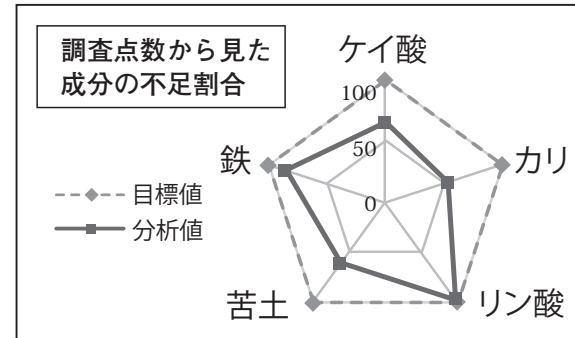 調査点数から見た
成分の不足割合
ケイ酸
100
50
0
カリ
鉄
目標値
分析値
苦土
リン酸